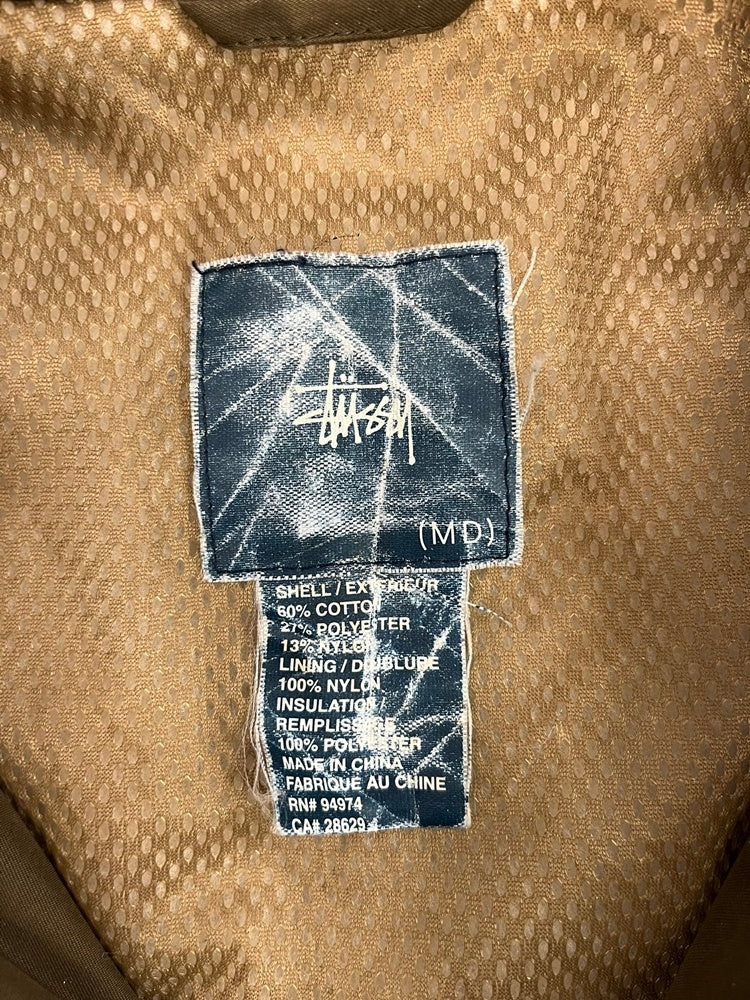 Stüssy
(MD)
SHELL / EXTERIEUR
60% COTTON
27% POLYESTER
13% NYLON
LINING / DOUBLURE
100% NYLON
INSULATION /
REMPLISSAGE
100% POLYESTER
MADE IN CHINA
FABRIQUE AU CHINE
RN# 94974
CA# 28629